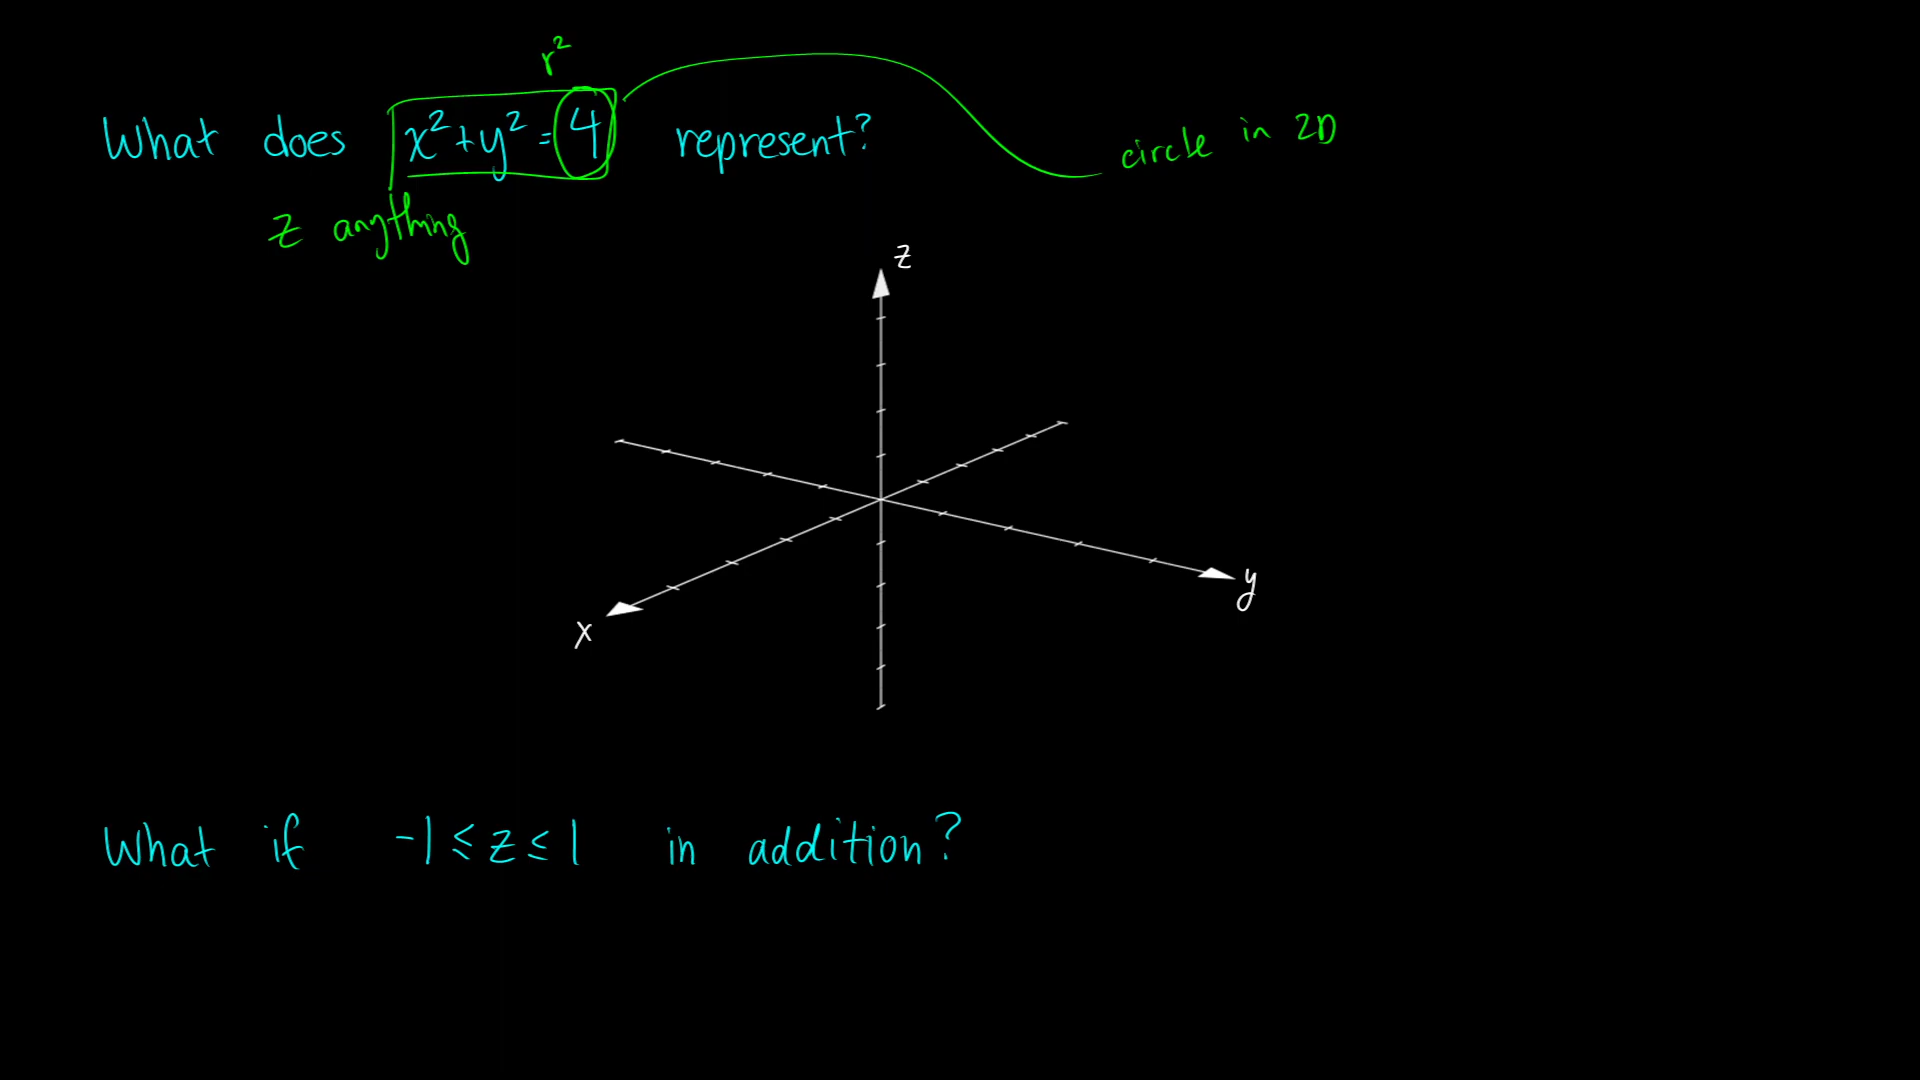 r²
What does x²+y²=4 represent?
circle in 2D
z anything
z
y
x
What if -1≤z≤1 in addition?